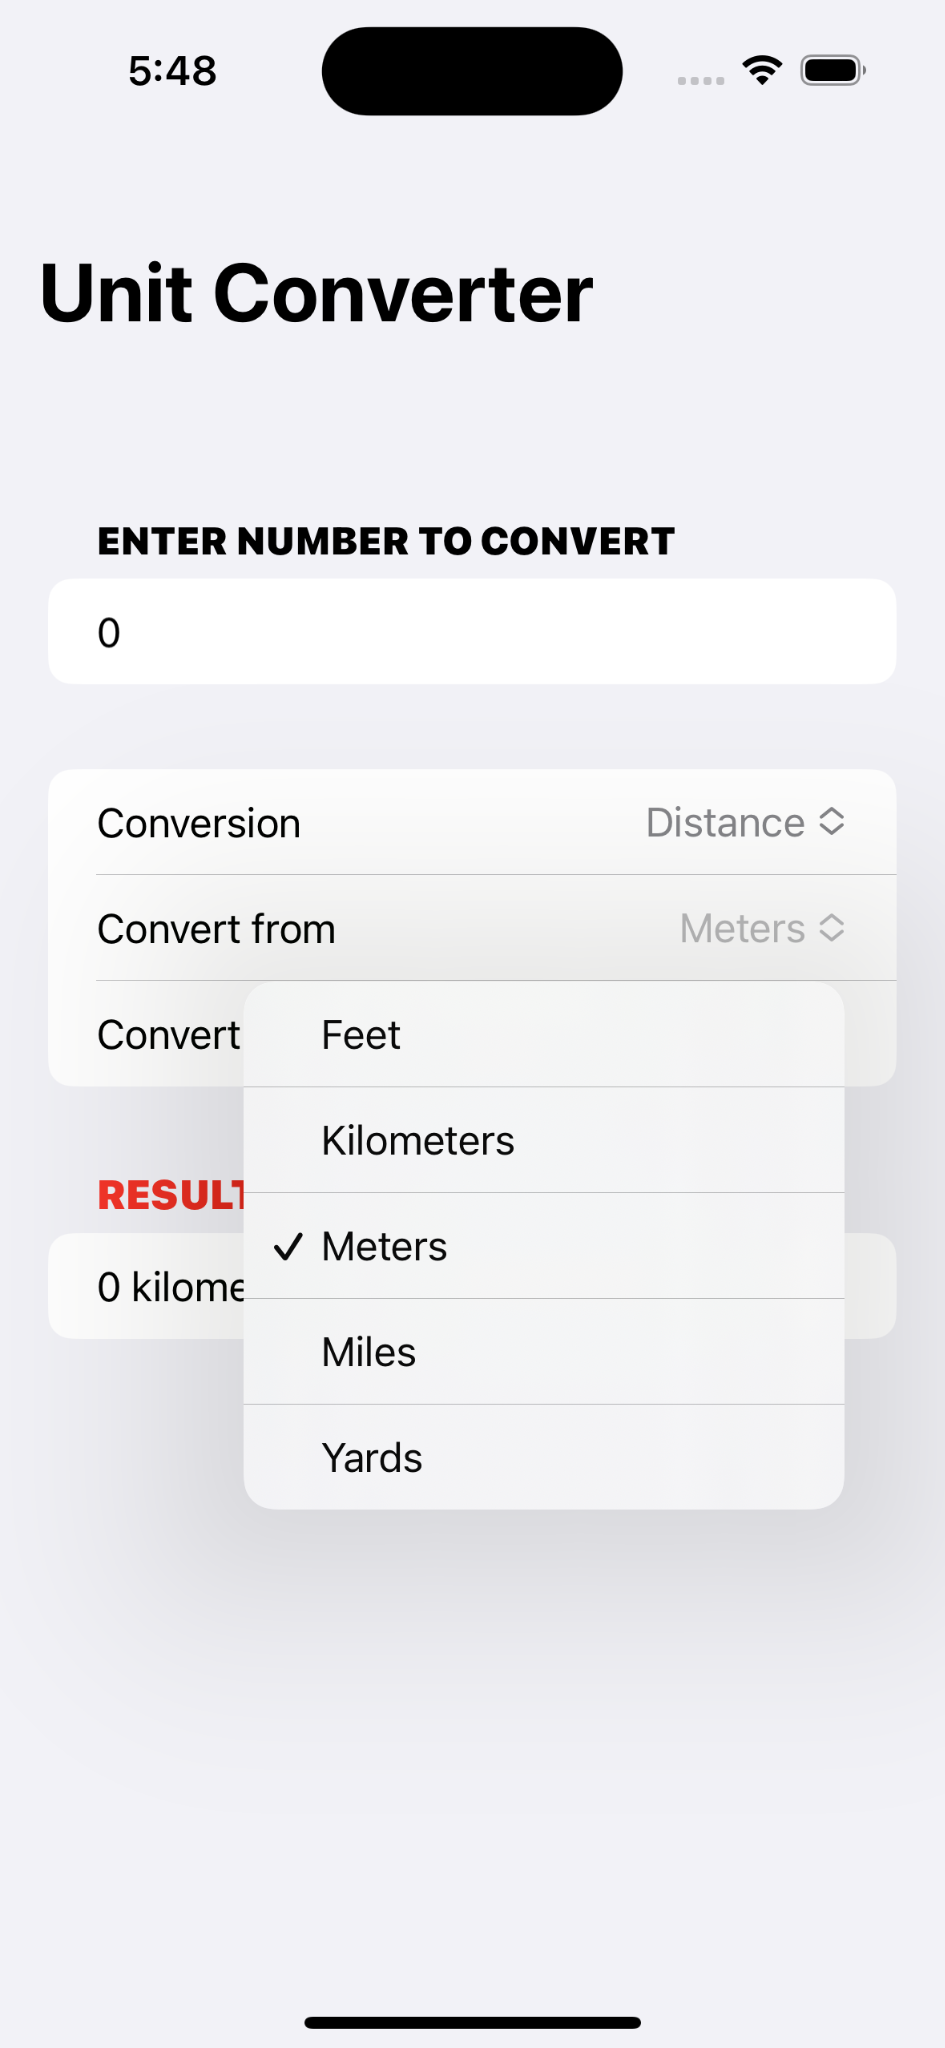 5:48
Unit Converter
ENTER NUMBER TO CONVERT
0
Conversion Distance
Convert from Meters
Convert
Feet
Kilometers
RESULT
✓ Meters
0 kilome
Miles
Yards